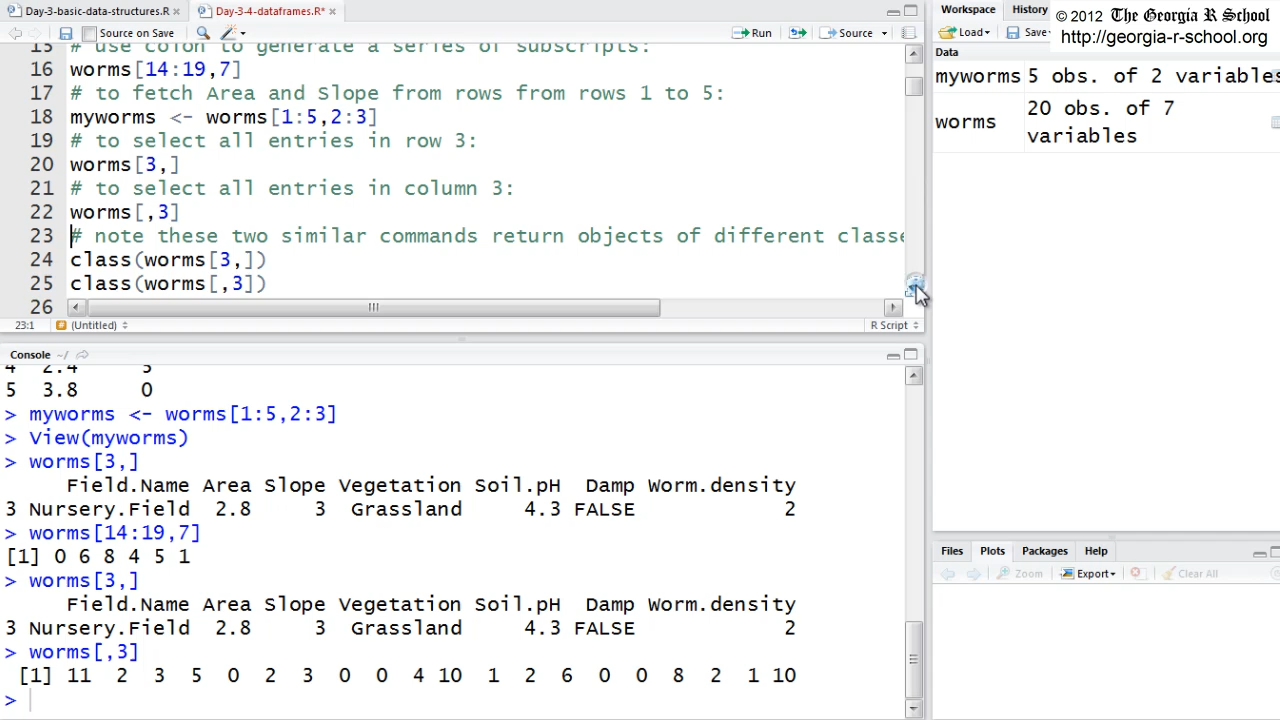 Day-3-basic-data-structures.R
Day-3-4-dataframes.R*
Workspace
History
© 2012 The Georgia R School
http://georgia-r-school.org
Source on Save
Run
Source
Load
Save
15 # use colon to generate a series of subscripts:
16 worms[14:19,7]
17 # to fetch Area and Slope from rows from rows 1 to 5:
18 myworms <- worms[1:5,2:3]
19 # to select all entries in row 3:
20 worms[3,]
21 # to select all entries in column 3:
22 worms[,3]
23 # note these two similar commands return objects of different classe
24 class(worms[3,])
25 class(worms[,3])
26
23:1 (Untitled) R Script
Data
myworms 5 obs. of 2 variables
worms 20 obs. of 7 variables
Console ~/
4 2.4 5
5 3.8 0
> myworms <- worms[1:5,2:3]
> View(myworms)
> worms[3,]
Field.Name Area Slope Vegetation Soil.pH Damp Worm.density
3 Nursery.Field 2.8 3 Grassland 4.3 FALSE 2
> worms[14:19,7]
[1] 0 6 8 4 5 1
> worms[3,]
Field.Name Area Slope Vegetation Soil.pH Damp Worm.density
3 Nursery.Field 2.8 3 Grassland 4.3 FALSE 2
> worms[,3]
[1] 11 2 3 5 0 2 3 0 0 4 10 1 2 6 0 0 8 2 1 10
>
Files Plots Packages Help
Zoom Export Clear All